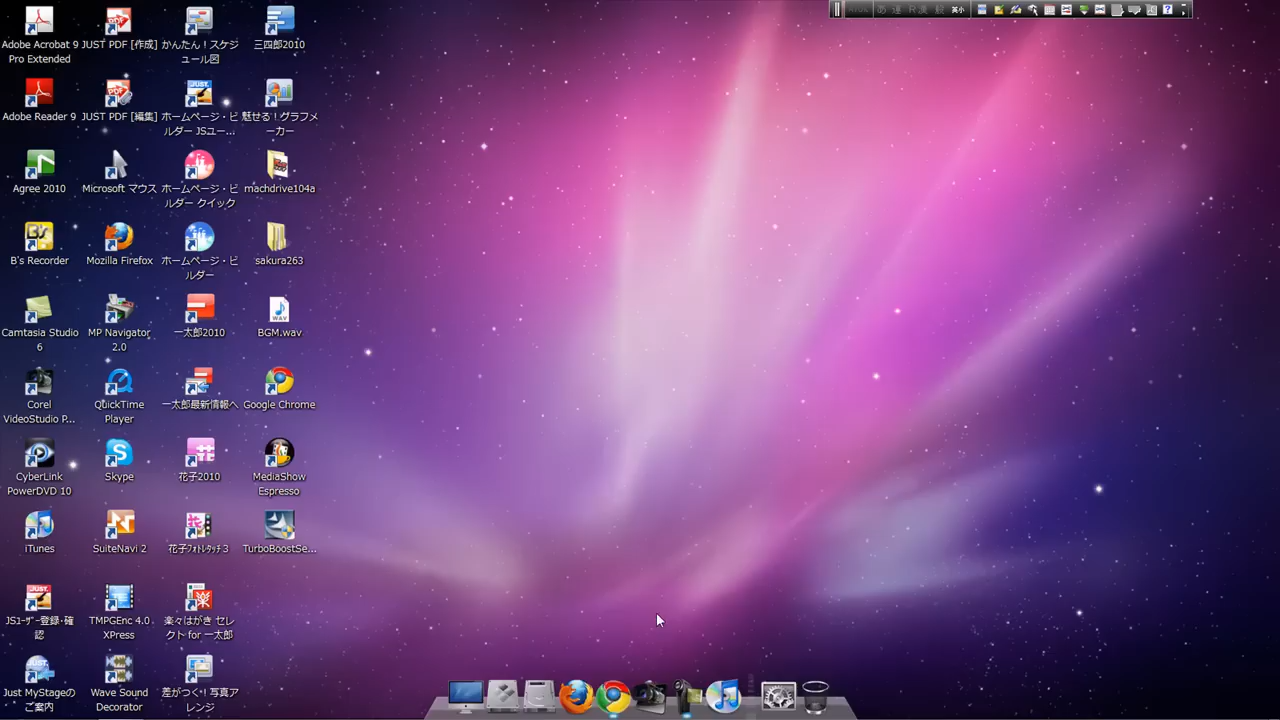 Adobe Acrobat 9
Pro Extended
JUST PDF [作成]
かんたん！スケジ
ュール図
三四郎2010
Adobe Reader 9
JUST PDF [編集]
ホームページ・ビ
ルダー JSユー...
魅せる！グラフメ
ーカー
Agree 2010
Microsoft マウス
ホームページ・ビ
ルダー クイック
machdrive104a
B's Recorder
Mozilla Firefox
ホームページ・ビ
ルダー
sakura263
Camtasia Studio
6
MP Navigator
2.0
一太郎2010
BGM.wav
Corel
VideoStudio P...
QuickTime
Player
一太郎最新情報へ
Google Chrome
CyberLink
PowerDVD 10
Skype
花子2010
MediaShow
Espresso
iTunes
SuiteNavi 2
花子フォトレタッチ3
TurboBoostSe...
JSユーザー登録・確
認
TMPGEnc 4.0
XPress
楽々はがき セレ
クト for 一太郎
Just MyStageの
ご案内
Wave Sound
Decorator
差がつく！写真ア
レンジ
あ 連 R漢 般 英小